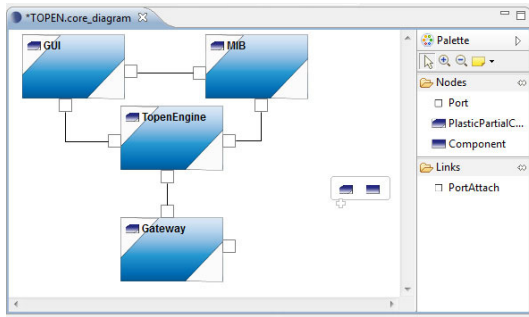 *TOPEN.core_diagram
GUI
MIB
TopenEngine
Gateway
Palette
Nodes
Port
PlasticPartialC...
Component
Links
PortAttach